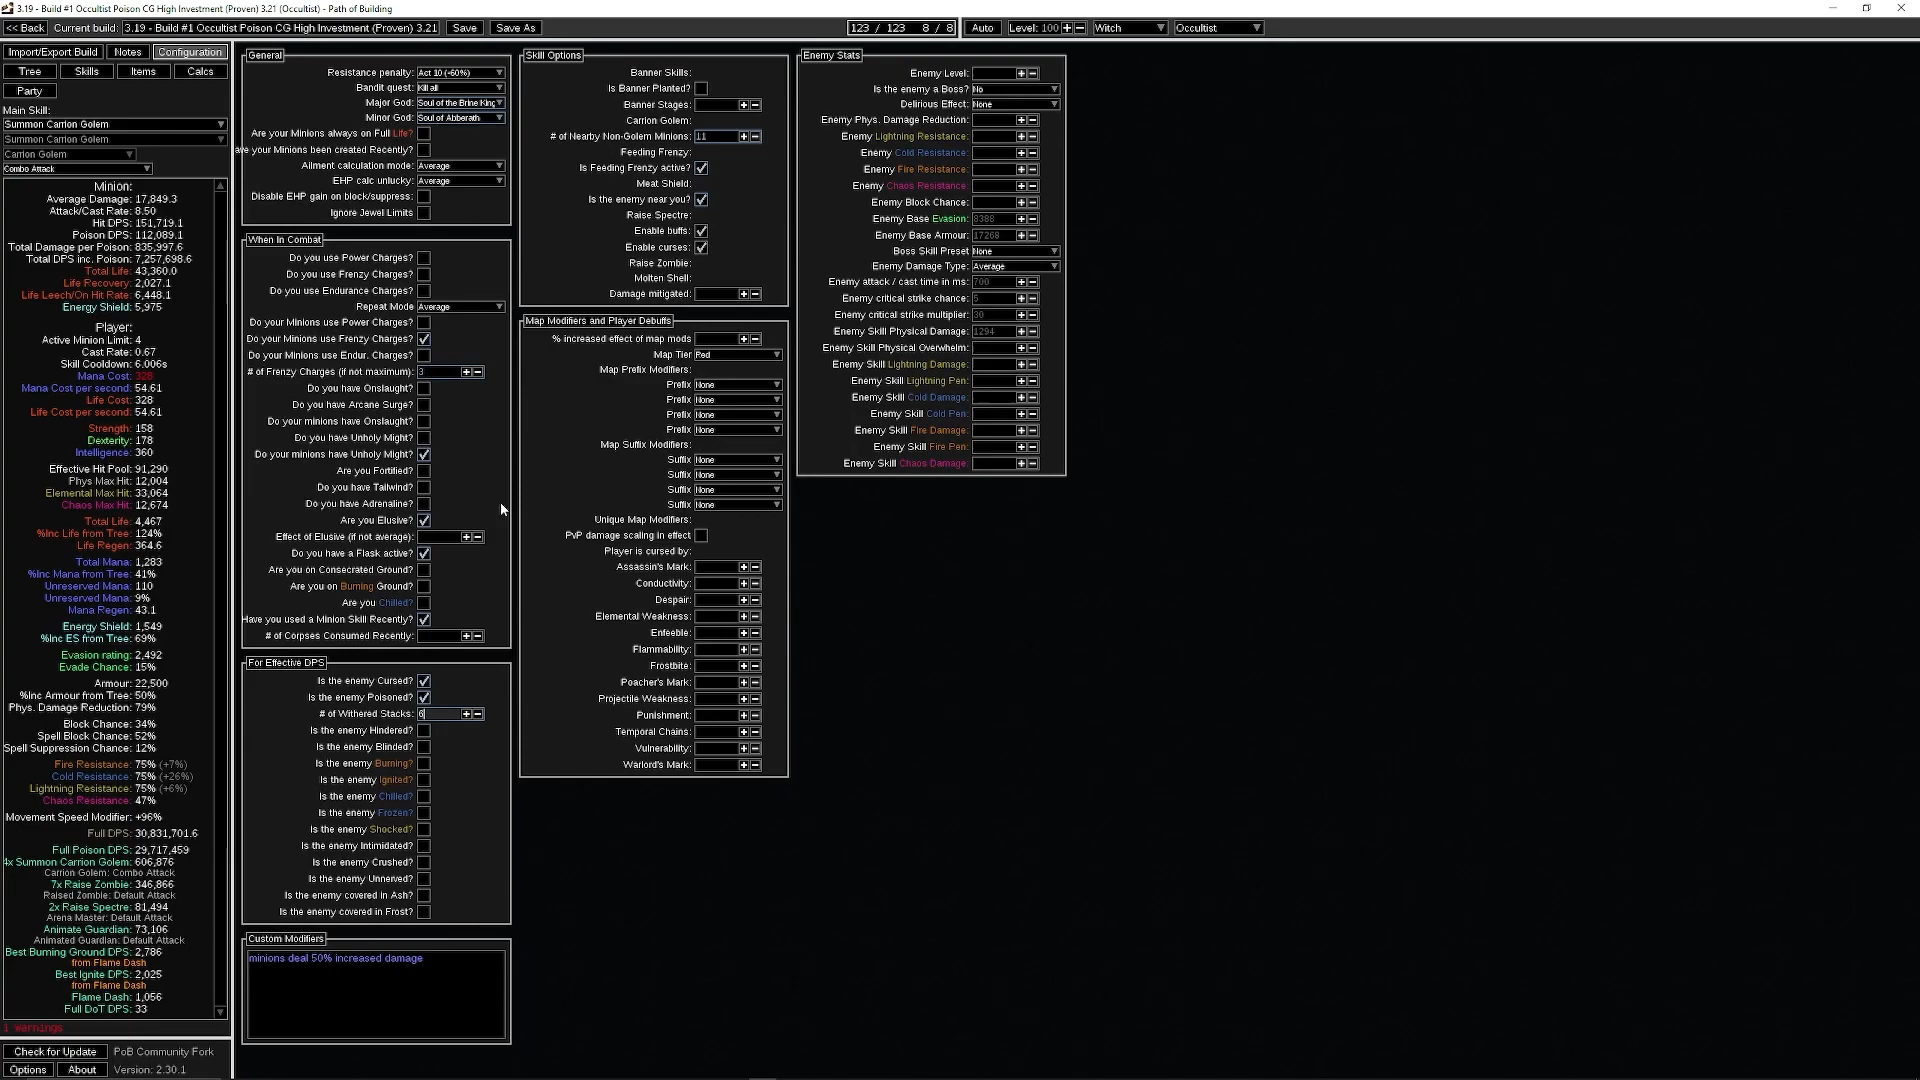 3.19 - Build #1 Occultist Poison CG High Investment (Proven) 3.21 (Occultist) - Path of Building
<< Back Current build: 3.19 - Build #1 Occultist Poison CG High Investment (Proven) 3.21 Save Save As 123 / 123 8 / 8 Auto Level: 100 Witch Occultist
Import/Export Build Notes Configuration
Tree Skills Items Calcs
Party
Main Skill:
Summon Carrion Golem
Summon Carrion Golem
Carrion Golem
Combo Attack
Minion:
Average Damage: 17,849.3
Attack/Cast Rate: 8.50
Hit DPS: 151,719.1
Poison DPS: 112,089.1
Total Damage per Poison: 835,997.6
Total DPS inc. Poison: 7,257,698.6
Total Life: 43,360.0
Life Recovery: 2,027.1
Life Leech/On Hit Rate: 6,448.1
Energy Shield: 5,975
Player:
Active Minion Limit: 4
Cast Rate: 0.67
Skill Cooldown: 6.006s
Mana Cost: 328
Mana Cost per second: 54.61
Life Cost: 328
Life Cost per second: 54.61
Strength: 158
Dexterity: 178
Intelligence: 360
Effective Hit Pool: 91,290
Phys Max Hit: 12,004
Elemental Max Hit: 33,064
Chaos Max Hit: 12,674
Total Life: 4,467
%Inc Life from Tree: 124%
Life Regen: 364.6
Total Mana: 1,283
%Inc Mana from Tree: 41%
Unreserved Mana: 110
Unreserved Mana: 9%
Mana Regen: 43.1
Energy Shield: 1,549
%Inc ES from Tree: 69%
Evasion rating: 2,492
Evade Chance: 15%
Armour: 22,500
%Inc Armour from Tree: 50%
Phys. Damage Reduction: 79%
Block Chance: 34%
Spell Block Chance: 52%
Spell Suppression Chance: 12%
Fire Resistance: 75% (+7%)
Cold Resistance: 75% (+26%)
Lightning Resistance: 75% (+6%)
Chaos Resistance: 47%
Movement Speed Modifier: +96%
Full DPS: 30,831,701.6
Full Poison DPS: 29,717,459
4x Summon Carrion Golem: 606,876
Carrion Golem: Combo Attack
7x Raise Zombie: 346,866
Raised Zombie: Default Attack
2x Raise Spectre: 81,494
Arena Master: Default Attack
Animate Guardian: 73,106
Animated Guardian: Default Attack
Best Burning Ground DPS: 2,786
from Flame Dash
Best Ignite DPS: 2,025
from Flame Dash
Flame Dash: 1,056
Full DoT DPS: 33
1 warnings
Check for Update PoB Community Fork
Options About Version: 2.30.1
General
Resistance penalty: Act 10 (-60%)
Bandit quest: Kill all
Major God: Soul of the Brine King
Minor God: Soul of Abberath
Are your Minions always on Full Life?
ave your Minions been created Recently?
Ailment calculation mode: Average
EHP calc unlucky: Average
Disable EHP gain on block/suppress:
Ignore Jewel Limits
When In Combat
Do you use Power Charges?
Do you use Frenzy Charges?
Do you use Endurance Charges?
Repeat Mode Average
Do your Minions use Power Charges?
Do your Minions use Frenzy Charges?
Do your Minions use Endur. Charges?
# of Frenzy Charges (if not maximum): 3
Do you have Onslaught?
Do you have Arcane Surge?
Do your minions have Onslaught?
Do you have Unholy Might?
Do your minions have Unholy Might?
Are you Fortified?
Do you have Tailwind?
Do you have Adrenaline?
Are you Elusive?
Effect of Elusive (if not average):
Do you have a Flask active?
Are you on Consecrated Ground?
Are you on Burning Ground?
Are you Chilled?
Have you used a Minion Skill Recently?
# of Corpses Consumed Recently:
For Effective DPS
Is the enemy Cursed?
Is the enemy Poisoned?
# of Withered Stacks: 6
Is the enemy Hindered?
Is the enemy Blinded?
Is the enemy Burning?
Is the enemy Ignited?
Is the enemy Chilled?
Is the enemy Frozen?
Is the enemy Shocked?
Is the enemy Intimidated?
Is the enemy Crushed?
Is the enemy Unnerved?
Is the enemy covered in Ash?
Is the enemy covered in Frost?
Custom Modifiers
minions deal 50% increased damage
Skill Options
Banner Skills:
Is Banner Planted?
Banner Stages:
Carrion Golem:
# of Nearby Non-Golem Minions: 11
Feeding Frenzy:
Is Feeding Frenzy active?
Meat Shield:
Is the enemy near you?
Raise Spectre:
Enable buffs:
Enable curses:
Raise Zombie:
Molten Shell:
Damage mitigated:
Map Modifiers and Player Debuffs
% increased effect of map mods
Map Tier Red
Map Prefix Modifiers:
Prefix None
Prefix None
Prefix None
Prefix None
Map Suffix Modifiers:
Suffix None
Suffix None
Suffix None
Suffix None
Unique Map Modifiers:
PvP damage scaling in effect
Player is cursed by:
Assassin's Mark:
Conductivity:
Despair:
Elemental Weakness:
Enfeeble:
Flammability:
Frostbite:
Poacher's Mark:
Projectile Weakness:
Punishment:
Temporal Chains:
Vulnerability:
Warlord's Mark:
Enemy Stats
Enemy Level:
Is the enemy a Boss? No
Delirious Effect: None
Enemy Phys. Damage Reduction:
Enemy Lightning Resistance:
Enemy Cold Resistance:
Enemy Fire Resistance:
Enemy Chaos Resistance:
Enemy Block Chance:
Enemy Base Evasion: 8388
Enemy Base Armour: 17268
Boss Skill Preset None
Enemy Damage Type: Average
Enemy attack / cast time in ms: 700
Enemy critical strike chance: 5
Enemy critical strike multiplier: 30
Enemy Skill Physical Damage: 1294
Enemy Skill Physical Overwhelm:
Enemy Skill Lightning Damage:
Enemy Skill Lightning Pen:
Enemy Skill Cold Damage:
Enemy Skill Cold Pen:
Enemy Skill Fire Damage:
Enemy Skill Fire Pen:
Enemy Skill Chaos Damage: